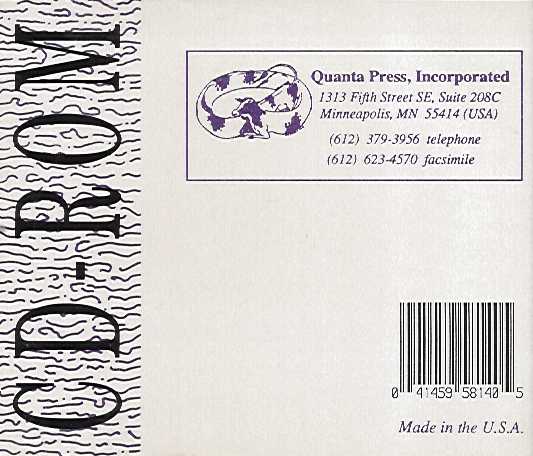 CD-ROM
Quanta Press, Incorporated
1313 Fifth Street SE, Suite 208C
Minneapolis, MN 55414 (USA)
(612) 379-3956 telephone
(612) 623-4570 facsimile
0 41459 58140 5
Made in the U.S.A.